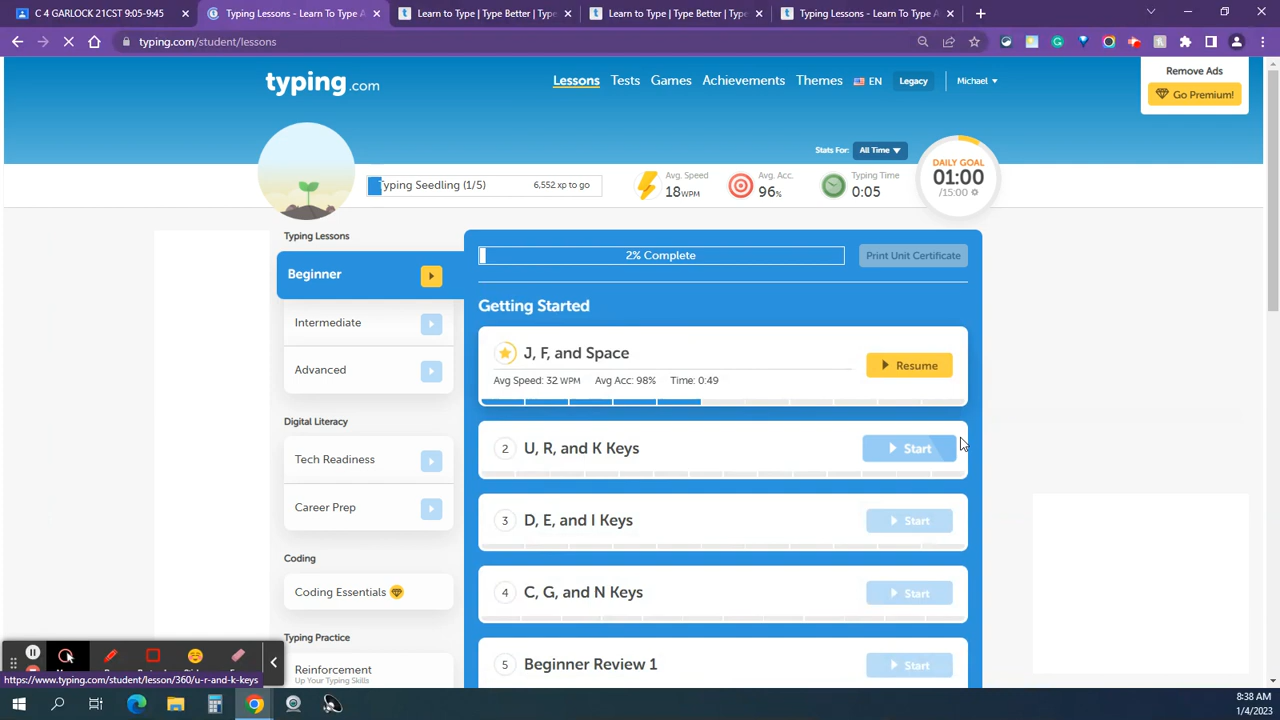 C 4 GARLOCK 21CST 9:05-9:45
Typing Lessons - Learn To Type A
Learn to Type | Type Better | Type
Learn to Type | Type Better | Type
Typing Lessons - Learn To Type A
typing.com/student/lessons
typing.com
Lessons
Tests
Games
Achievements
Themes
EN
Legacy
Michael
Remove Ads
Go Premium!
Stats For:
All Time
Typing Seedling (1/5)
6,552 xp to go
Avg. Speed
18WPM
Avg. Acc.
96%
Typing Time
0:05
DAILY GOAL
01:00
/15:00
Typing Lessons
Beginner
Intermediate
Advanced
Digital Literacy
Tech Readiness
Career Prep
Coding
Coding Essentials
Typing Practice
Reinforcement
Up Your Typing Skills
2% Complete
Print Unit Certificate
Getting Started
J, F, and Space
Avg Speed: 32 WPM
Avg Acc: 98%
Time: 0:49
Resume
2
U, R, and K Keys
Start
3
D, E, and I Keys
Start
4
C, G, and N Keys
Start
5
Beginner Review 1
Start
https://www.typing.com/student/lesson/360/u-r-and-k-keys
8:38 AM
1/4/2023